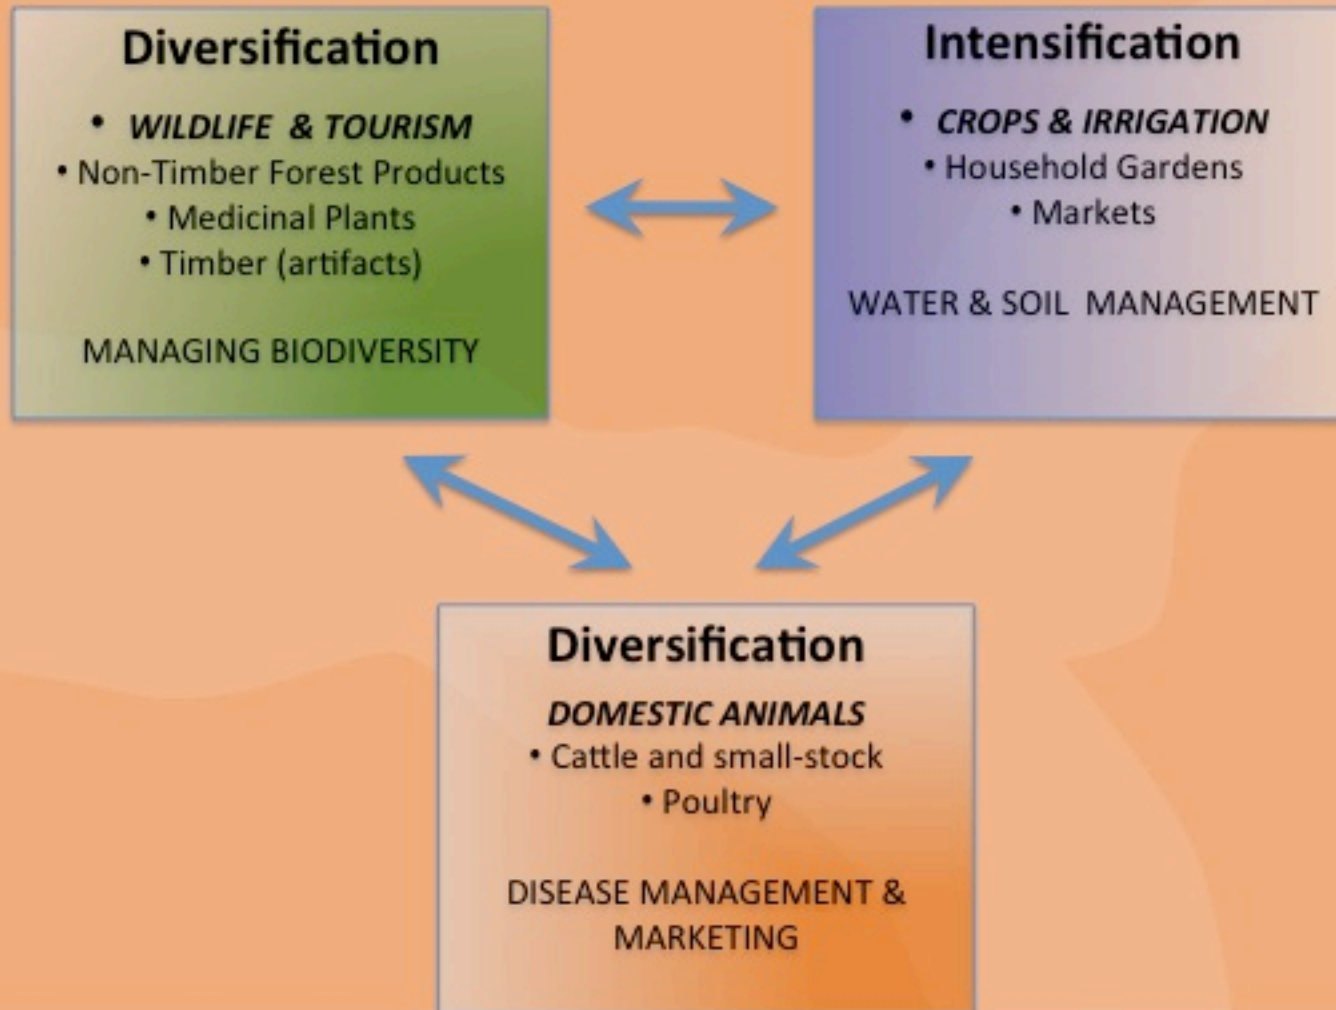 Diversification
• WILDLIFE & TOURISM
• Non-Timber Forest Products
• Medicinal Plants
• Timber (artifacts)
MANAGING BIODIVERSITY
Intensification
• CROPS & IRRIGATION
• Household Gardens
• Markets
WATER & SOIL MANAGEMENT
Diversification
DOMESTIC ANIMALS
• Cattle and small-stock
• Poultry
DISEASE MANAGEMENT &
MARKETING